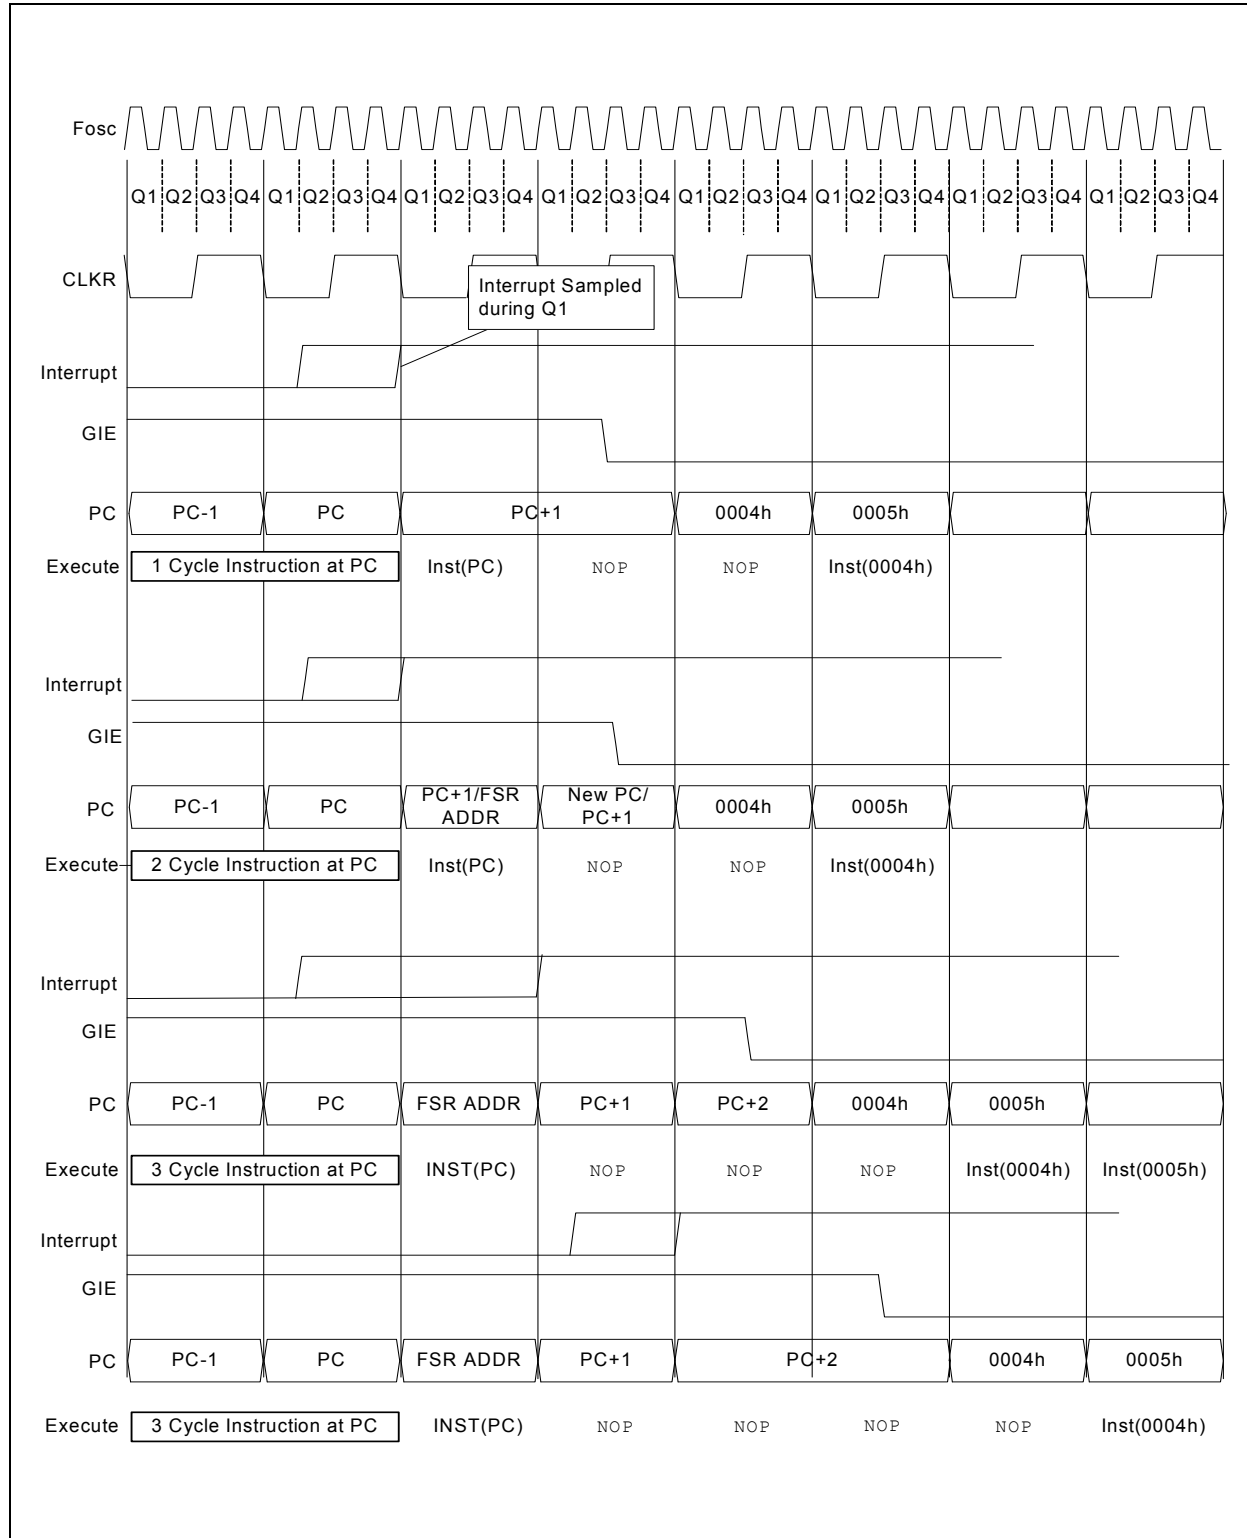 Fosc
Q1 Q2 Q3 Q4 Q1 Q2 Q3 Q4 Q1 Q2 Q3 Q4 Q1 Q2 Q3 Q4 Q1 Q2 Q3 Q4 Q1 Q2 Q3 Q4 Q1 Q2 Q3 Q4 Q1 Q2 Q3 Q4
CLKR
Interrupt Sampled
during Q1
Interrupt
GIE
PC PC-1 PC PC+1 0004h 0005h
Execute 1 Cycle Instruction at PC Inst(PC) NOP NOP Inst(0004h)
Interrupt
GIE
PC PC-1 PC PC+1/FSR ADDR New PC/ PC+1 0004h 0005h
Execute 2 Cycle Instruction at PC Inst(PC) NOP NOP Inst(0004h)
Interrupt
GIE
PC PC-1 PC FSR ADDR PC+1 PC+2 0004h 0005h
Execute 3 Cycle Instruction at PC INST(PC) NOP NOP NOP Inst(0004h) Inst(0005h)
Interrupt
GIE
PC PC-1 PC FSR ADDR PC+1 PC+2 0004h 0005h
Execute 3 Cycle Instruction at PC INST(PC) NOP NOP NOP NOP Inst(0004h)